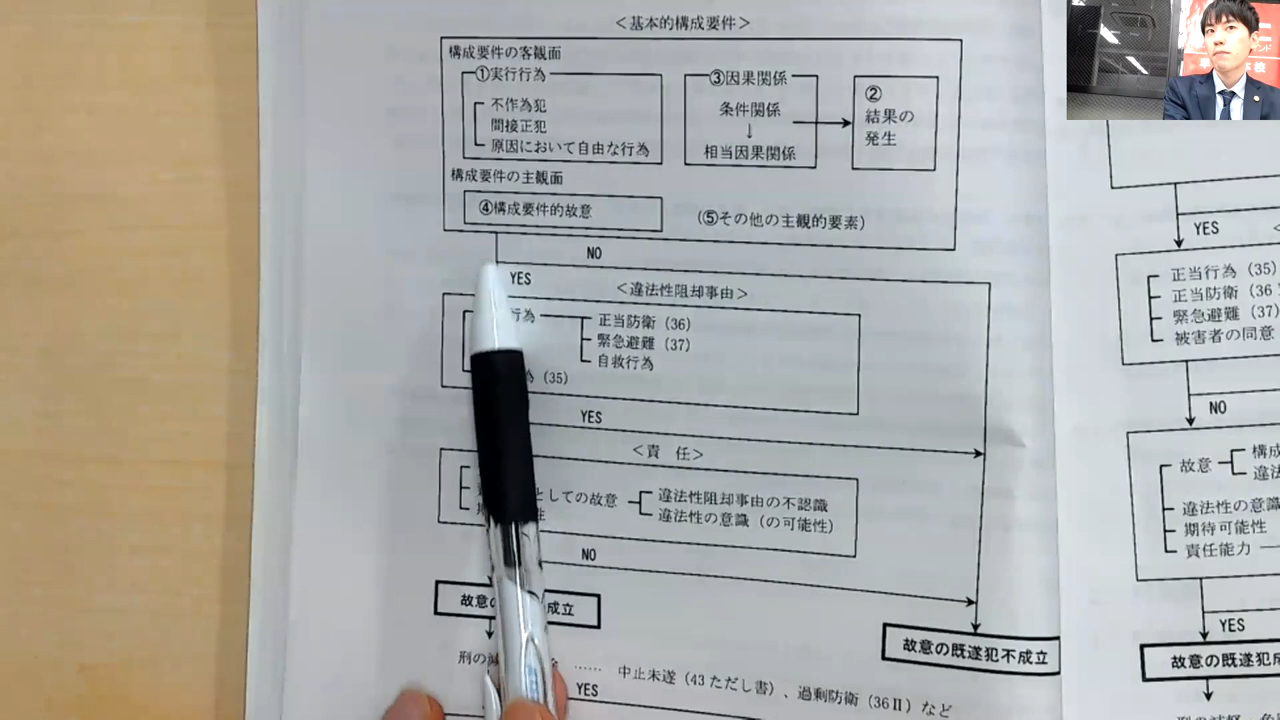 ＜基本的構成要件＞
構成要件の客観面
①実行行為
不作為犯
間接正犯
原因において自由な行為
③因果関係
条件関係
↓
相当因果関係
②
結果の
発生
構成要件の主観面
④構成要件的故意
（⑤その他の主観的要素）
NO
YES
＜違法性阻却事由＞
行為
正当防衛（36）
緊急避難（37）
自救行為
（35）
YES
＜責 任＞
としての故意
違法性阻却事由の不認識
違法性の意識（の可能性）
性
NO
故意の
成立
故意の既遂犯不成立
刑の
…… 中止未遂（43ただし書）、過剰防衛（36Ⅱ）など
YES
YES
正当行為（35）
正当防衛（36
緊急避難（37）
被害者の同意
NO
故意
構成
違法
違法性の意識
期待可能性
責任能力
YES
故意の既遂犯